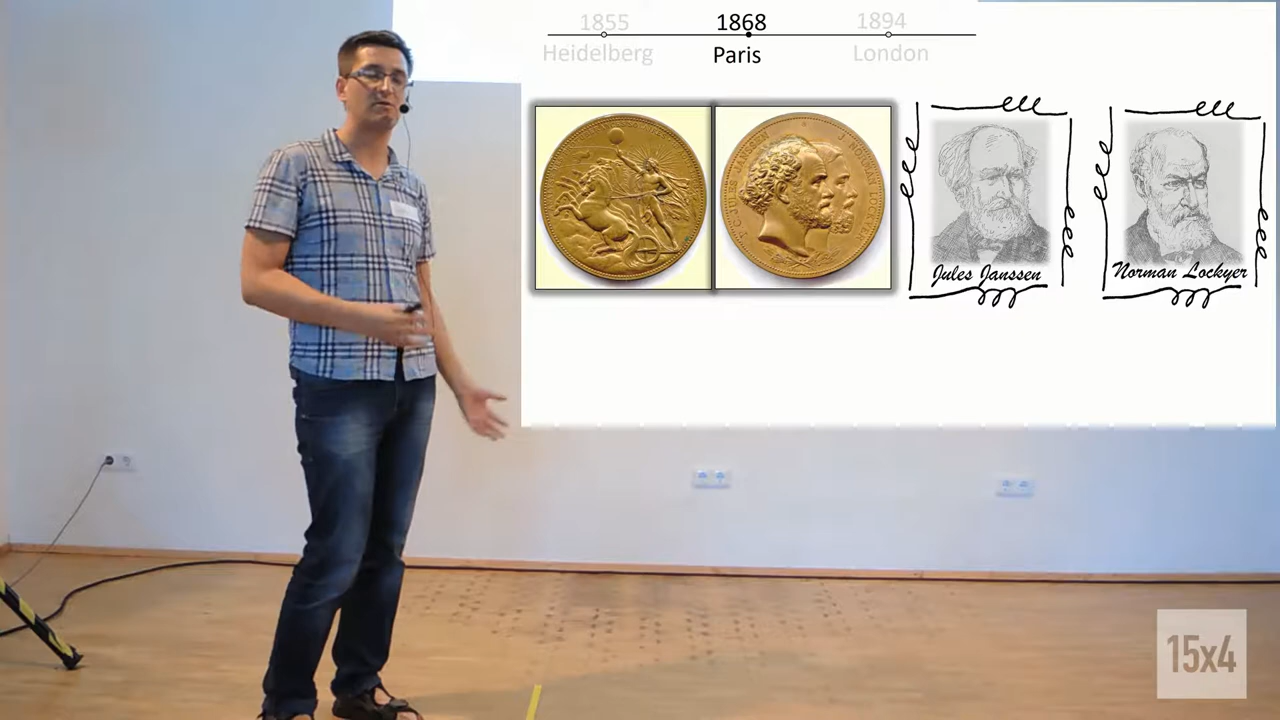 1855 1868 1894
Heidelberg Paris London
Jules Janssen
Norman Lockyer
15x4